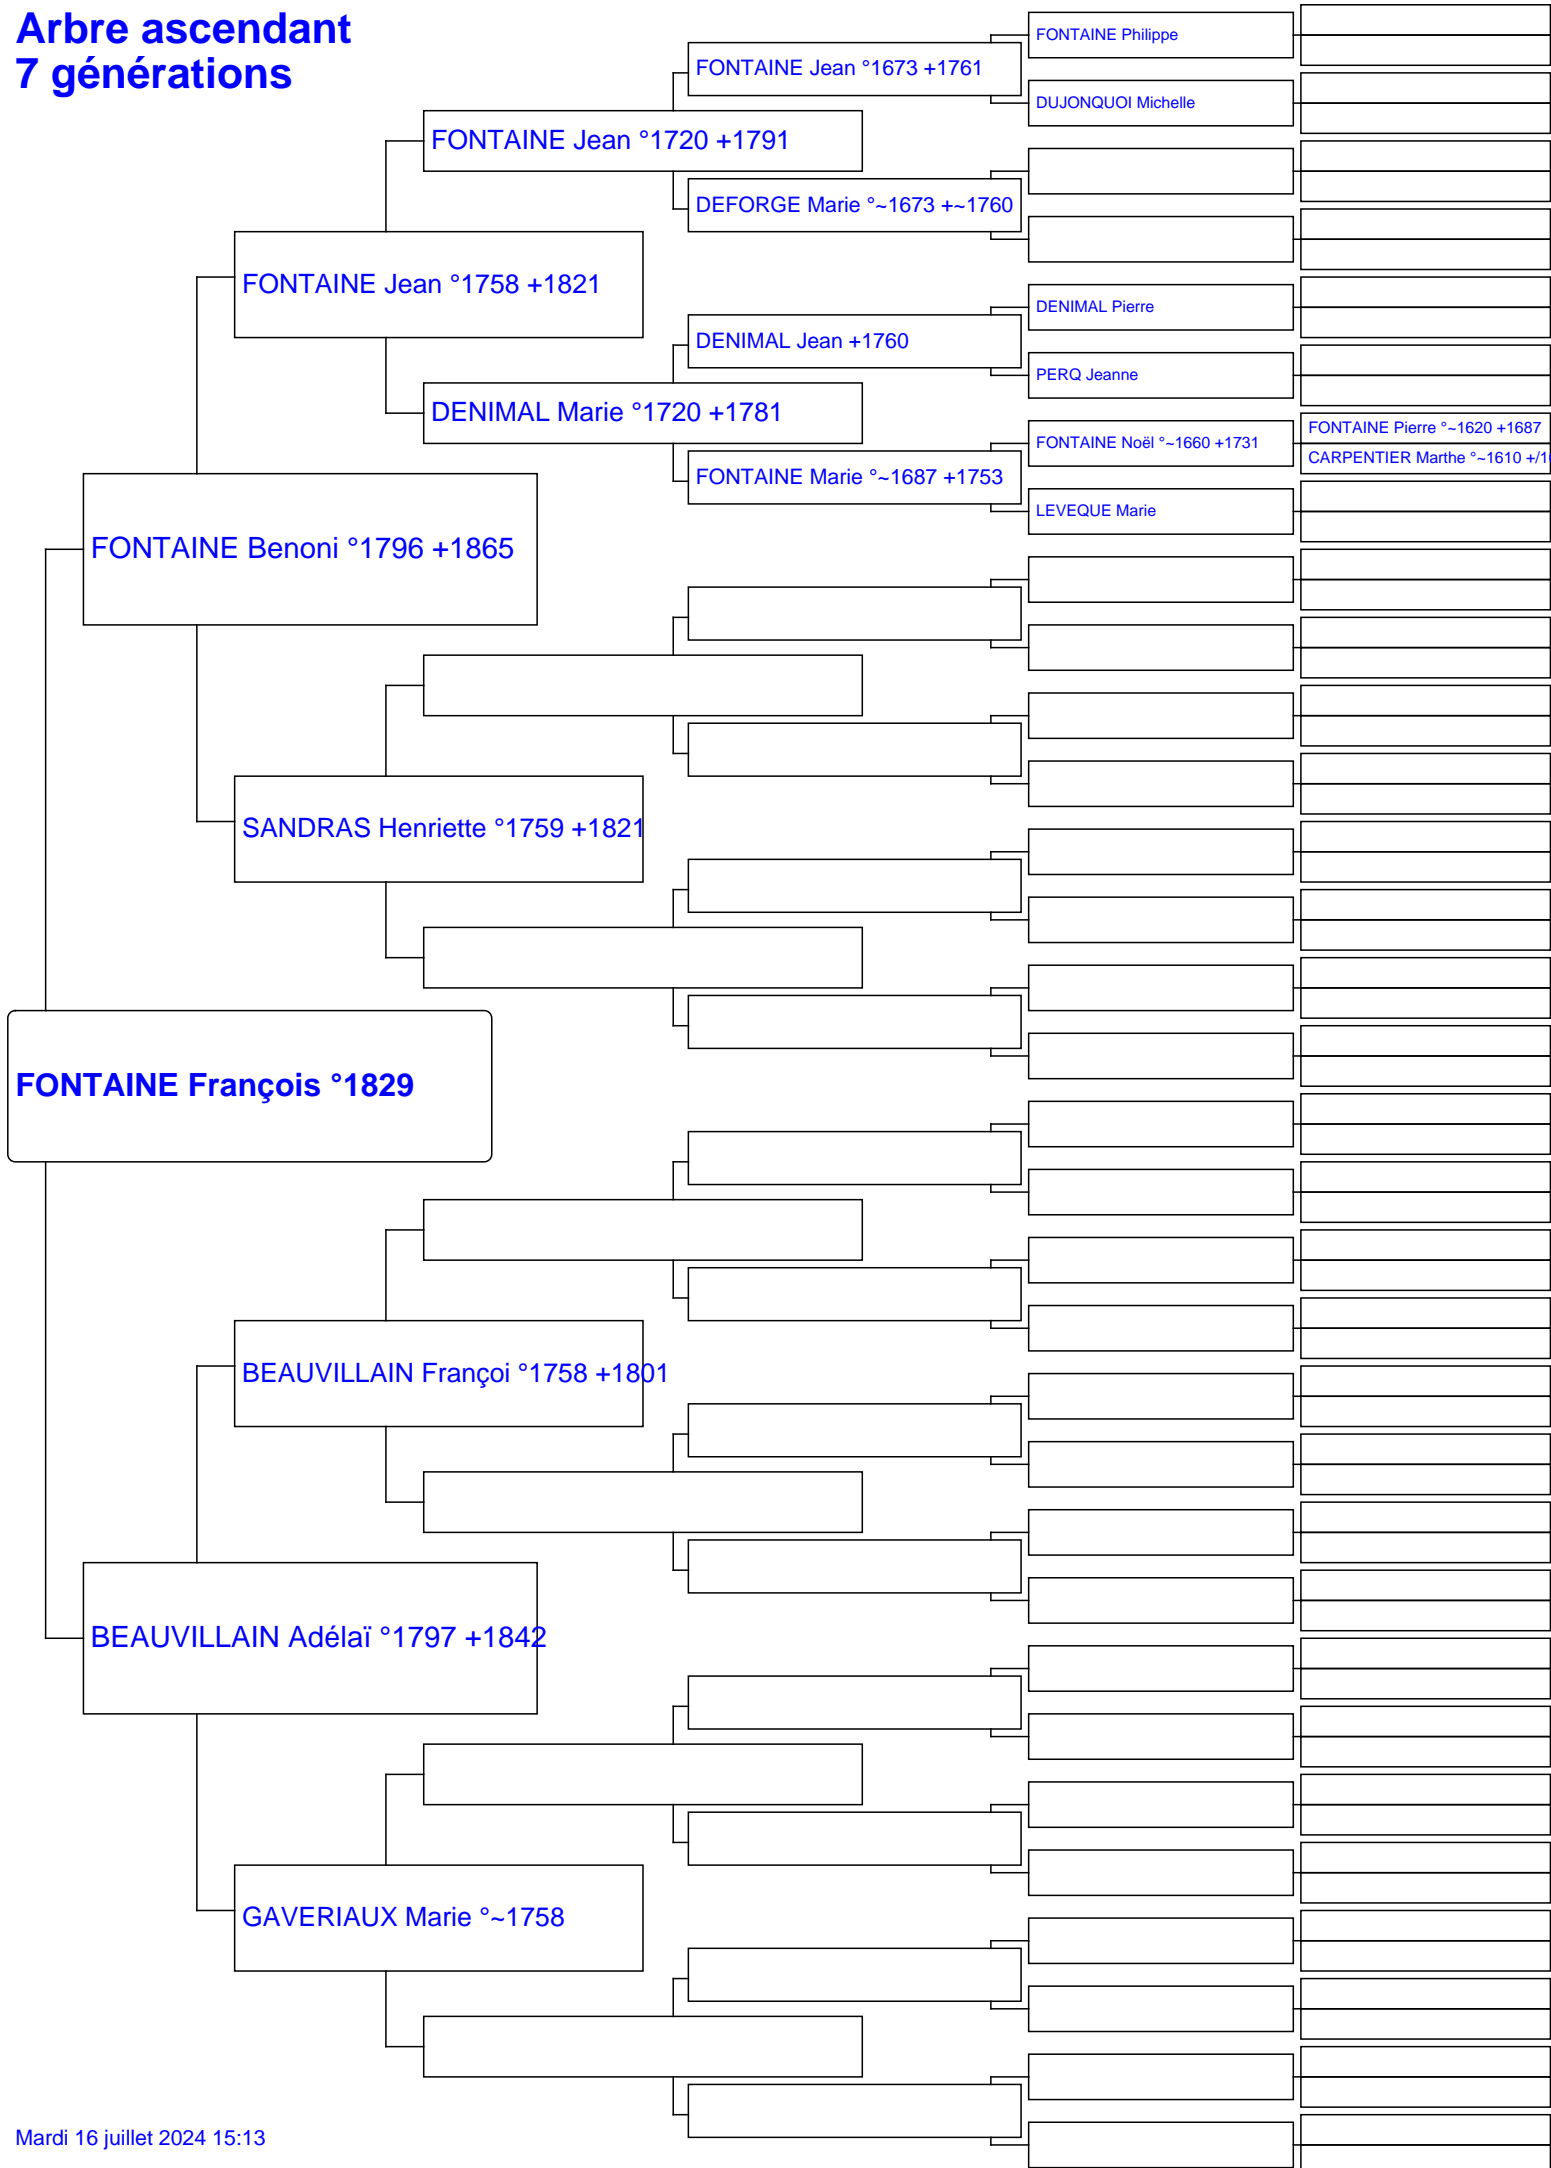 Arbre ascendant
7 générations
FONTAINE Philippe
FONTAINE Jean °1673 +1761
DUJONQUOI Michelle
FONTAINE Jean °1720 +1791
DEFORGE Marie °~1673 +~1760
FONTAINE Jean °1758 +1821
DENIMAL Pierre
DENIMAL Jean +1760
PERQ Jeanne
DENIMAL Marie °1720 +1781
FONTAINE Pierre °~1620 +1687
FONTAINE Noël °~1660 +1731
CARPENTIER Marthe °~1610 +/1
FONTAINE Marie °~1687 +1753
LEVEQUE Marie
FONTAINE Benoni °1796 +1865
SANDRAS Henriette °1759 +1821
FONTAINE François °1829
BEAUVILLAIN Françoi °1758 +1801
BEAUVILLAIN Adélaï °1797 +1842
GAVERIAUX Marie °~1758
Mardi 16 juillet 2024 15:13